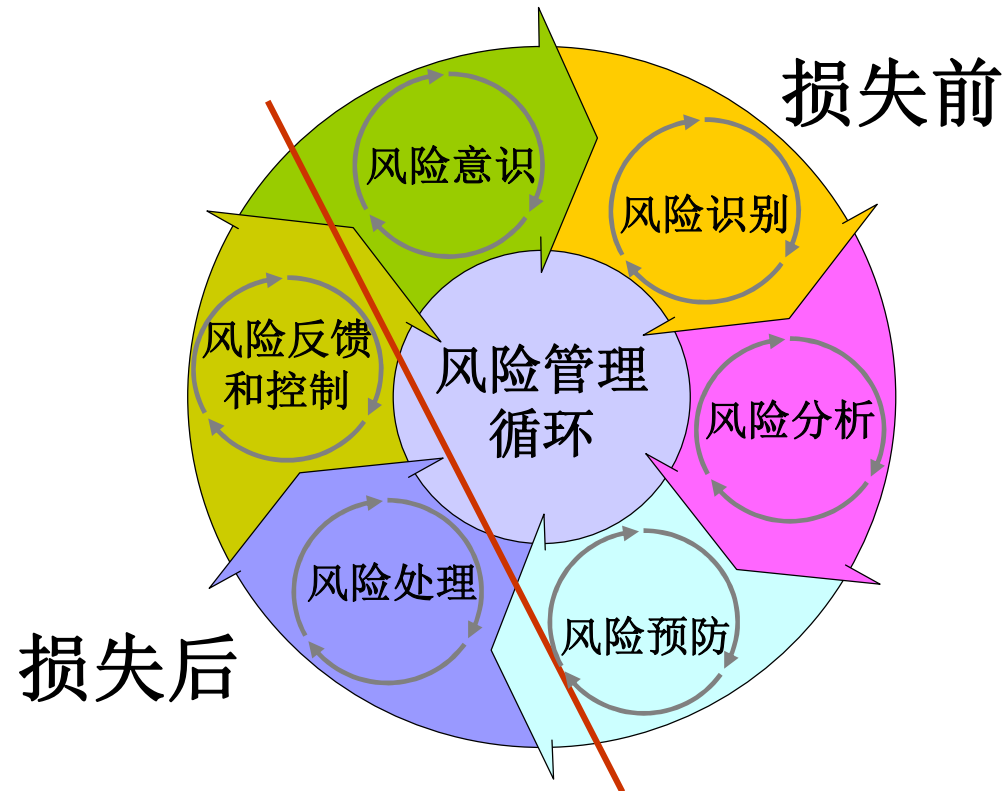 损失前
风险意识
风险识别
风险反馈
和控制
风险管理
循环
风险分析
风险处理
风险预防
损失后